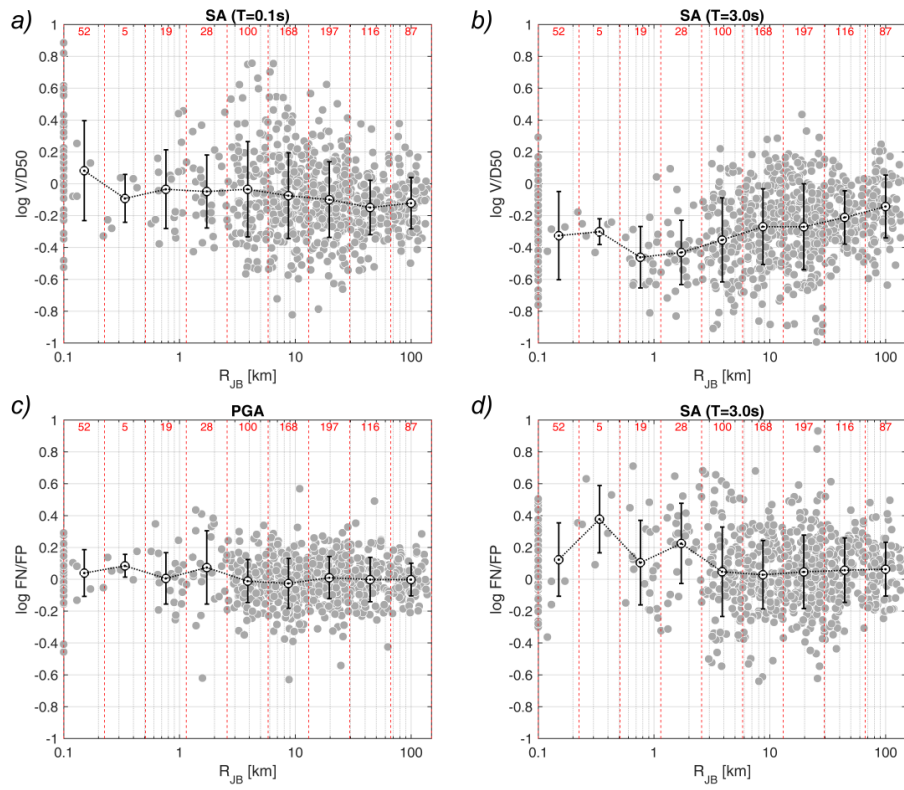 a)
SA (T=0.1s)
52 5 19 28 100 168 197 116 87
1
0.8
0.6
0.4
0.2
0
-0.2
-0.4
-0.6
-0.8
-1
log V/D50
0.1 1 10 100
R_JB [km]
b)
SA (T=3.0s)
52 5 19 28 100 168 197 116 87
1
0.8
0.6
0.4
0.2
0
-0.2
-0.4
-0.6
-0.8
-1
log V/D50
0.1 1 10 100
R_JB [km]
c)
PGA
52 5 19 28 100 168 197 116 87
1
0.8
0.6
0.4
0.2
0
-0.2
-0.4
-0.6
-0.8
-1
log FN/FP
0.1 1 10 100
R_JB [km]
d)
SA (T=3.0s)
52 5 19 28 100 168 197 116 87
1
0.8
0.6
0.4
0.2
0
-0.2
-0.4
-0.6
-0.8
-1
log FN/FP
0.1 1 10 100
R_JB [km]